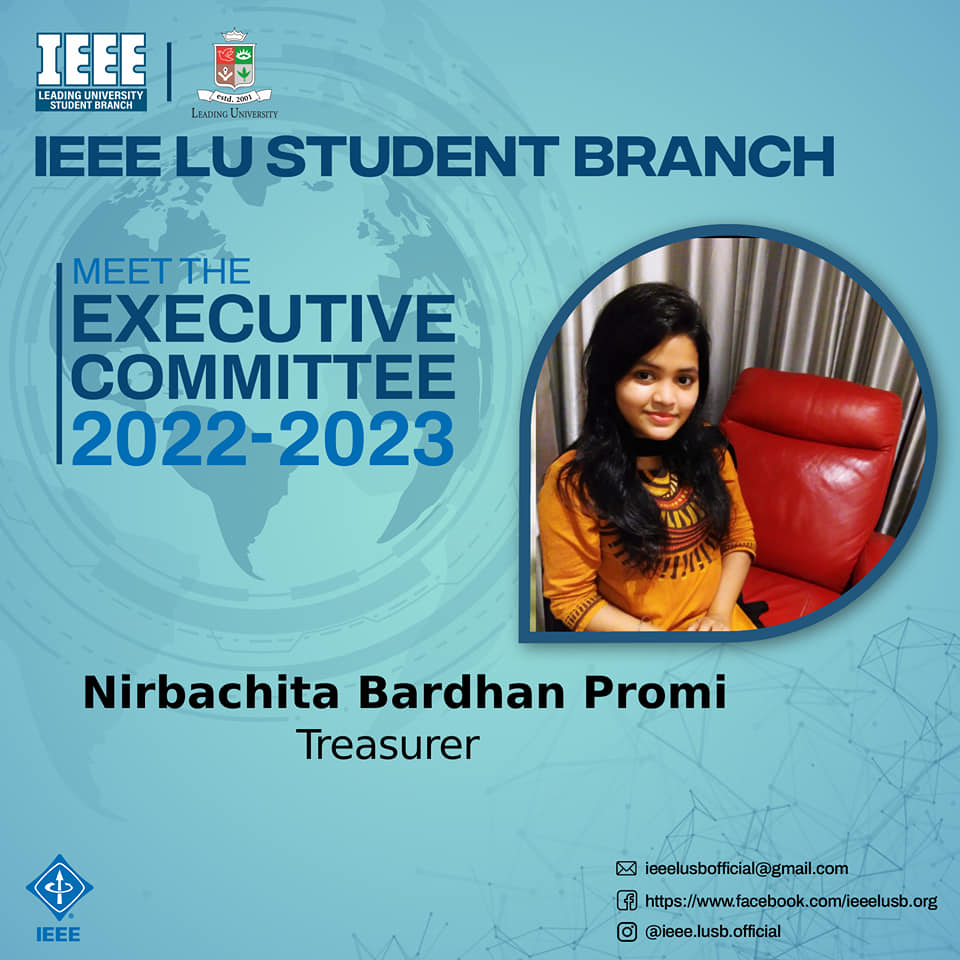 IEEE
LEADING UNIVERSITY
STUDENT BRANCH
estd. 2001
LEADING UNIVERSITY
IEEE LU STUDENT BRANCH
MEET THE
EXECUTIVE
COMMITTEE
2022-2023
Nirbachita Bardhan Promi
Treasurer
IEEE
ieeelusbofficial@gmail.com
https://www.facebook.com/ieeelusb.org
@ieee.lusb.official